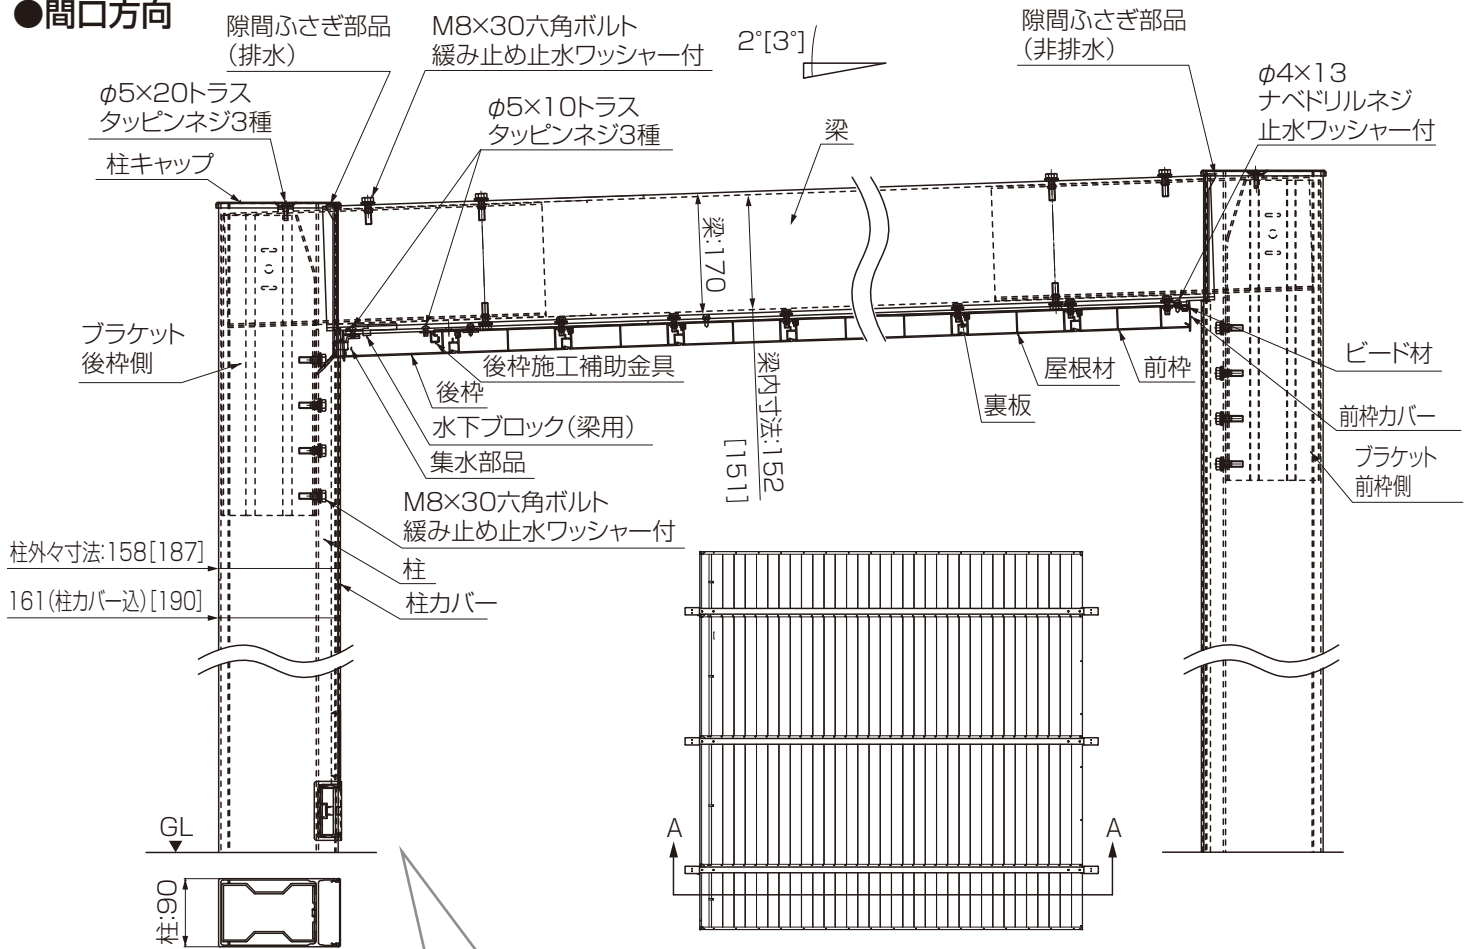 ●間口方向
隙間ふさぎ部品
（排水）
M8×30六角ボルト
緩み止め止水ワッシャー付
2°[3°]
隙間ふさぎ部品
（非排水）
φ4×13
ナベドリルネジ
止水ワッシャー付
φ5×20トラス
タッピンネジ3種
φ5×10トラス
タッピンネジ3種
梁
柱キャップ
梁:170
梁内寸法:152
[151]
ブラケット
後枠側
後枠施工補助金具
後枠
水下ブロック（梁用）
集水部品
M8×30六角ボルト
緩み止め止水ワッシャー付
裏板
屋根材
前枠
ビード材
前枠カバー
ブラケット
前枠側
柱外々寸法:158[187]
161（柱カバー込）[190]
柱
柱カバー
GL
柱:90
A
A